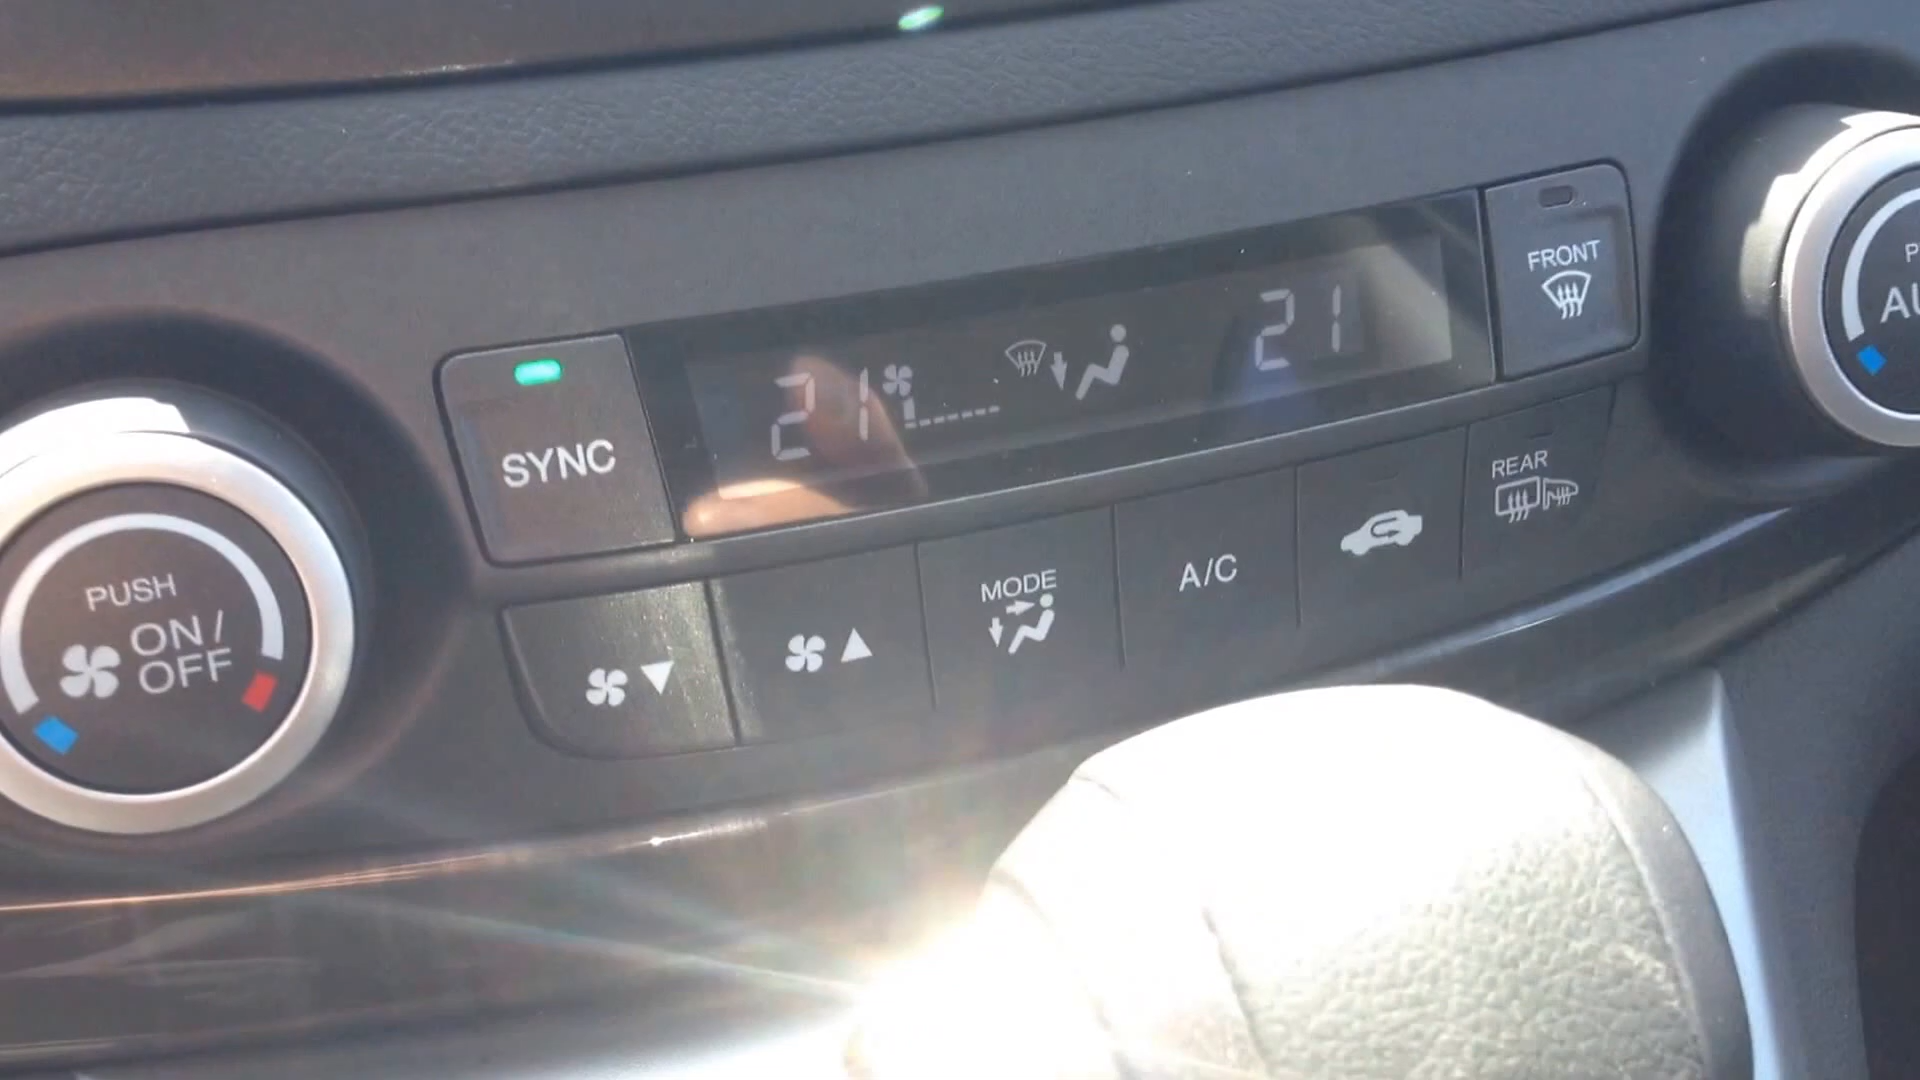 FRONT
21
21
SYNC
REAR
MODE
A/C
PUSH
ON/
OFF